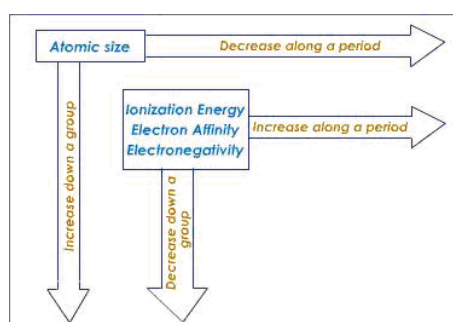 Atomic size
Decrease along a period
Increase down a group
Ionization Energy
Electron Affinity
Electronegativity
Increase along a period
Decrease down a
group